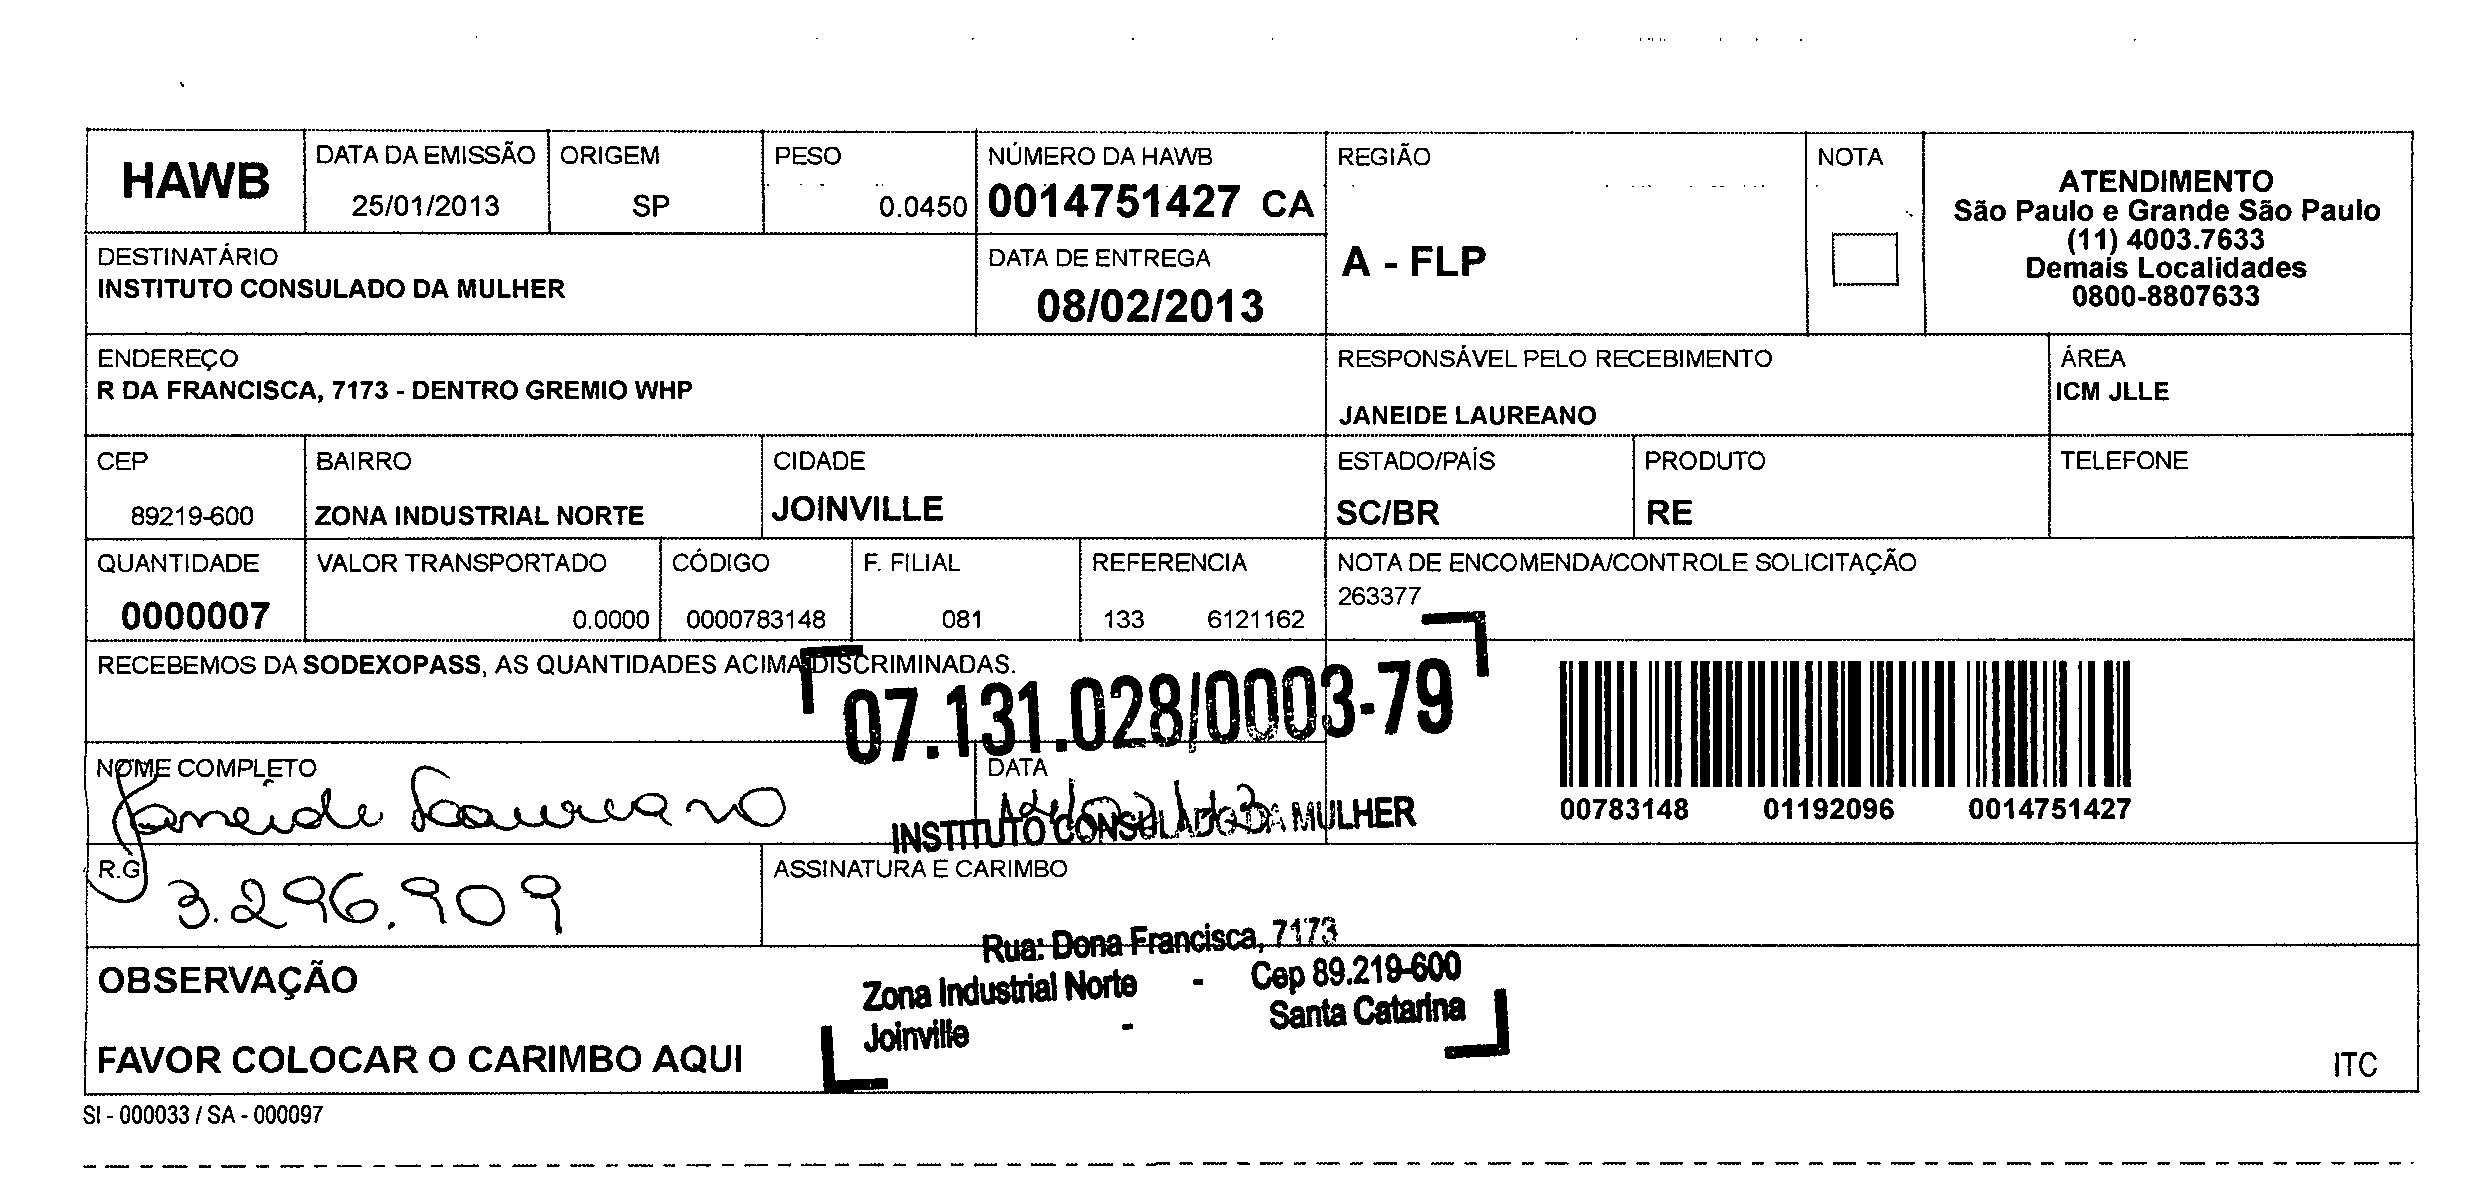 HAWB
DATA DA EMISSÃO
25/01/2013
ORIGEM
SP
PESO
0.0450
NÚMERO DA HAWB
0014751427 CA
REGIÃO
A - FLP
NOTA
ATENDIMENTO
São Paulo e Grande São Paulo
(11) 4003.7633
Demais Localidades
0800-8807633
DESTINATÁRIO
INSTITUTO CONSULADO DA MULHER
DATA DE ENTREGA
08/02/2013
ENDEREÇO
R DA FRANCISCA, 7173 - DENTRO GREMIO WHP
RESPONSÁVEL PELO RECEBIMENTO
JANEIDE LAUREANO
ÁREA
ICM JLLE
CEP
89219-600
BAIRRO
ZONA INDUSTRIAL NORTE
CIDADE
JOINVILLE
ESTADO/PAÍS
SC/BR
PRODUTO
RE
TELEFONE
QUANTIDADE
0000007
VALOR TRANSPORTADO
0.0000
CÓDIGO
0000783148
F. FILIAL
081
REFERENCIA
133 6121162
NOTA DE ENCOMENDA/CONTROLE SOLICITAÇÃO
263377
RECEBEMOS DA SODEXOPASS, AS QUANTIDADES ACIMA DISCRIMINADAS.
07.131.028/0003-79
NOME COMPLETO
Janeide Laureano
DATA
INSTITUTO CONSULADO DA MULHER
00783148 01192096 0014751427
R.G
3.296.909
ASSINATURA E CARIMBO
Rua: Dona Francisca, 7173
Zona Industrial Norte - Cep 89.219-600
Joinville - Santa Catarina
OBSERVAÇÃO
FAVOR COLOCAR O CARIMBO AQUI
ITC
SI - 000033 / SA - 000097